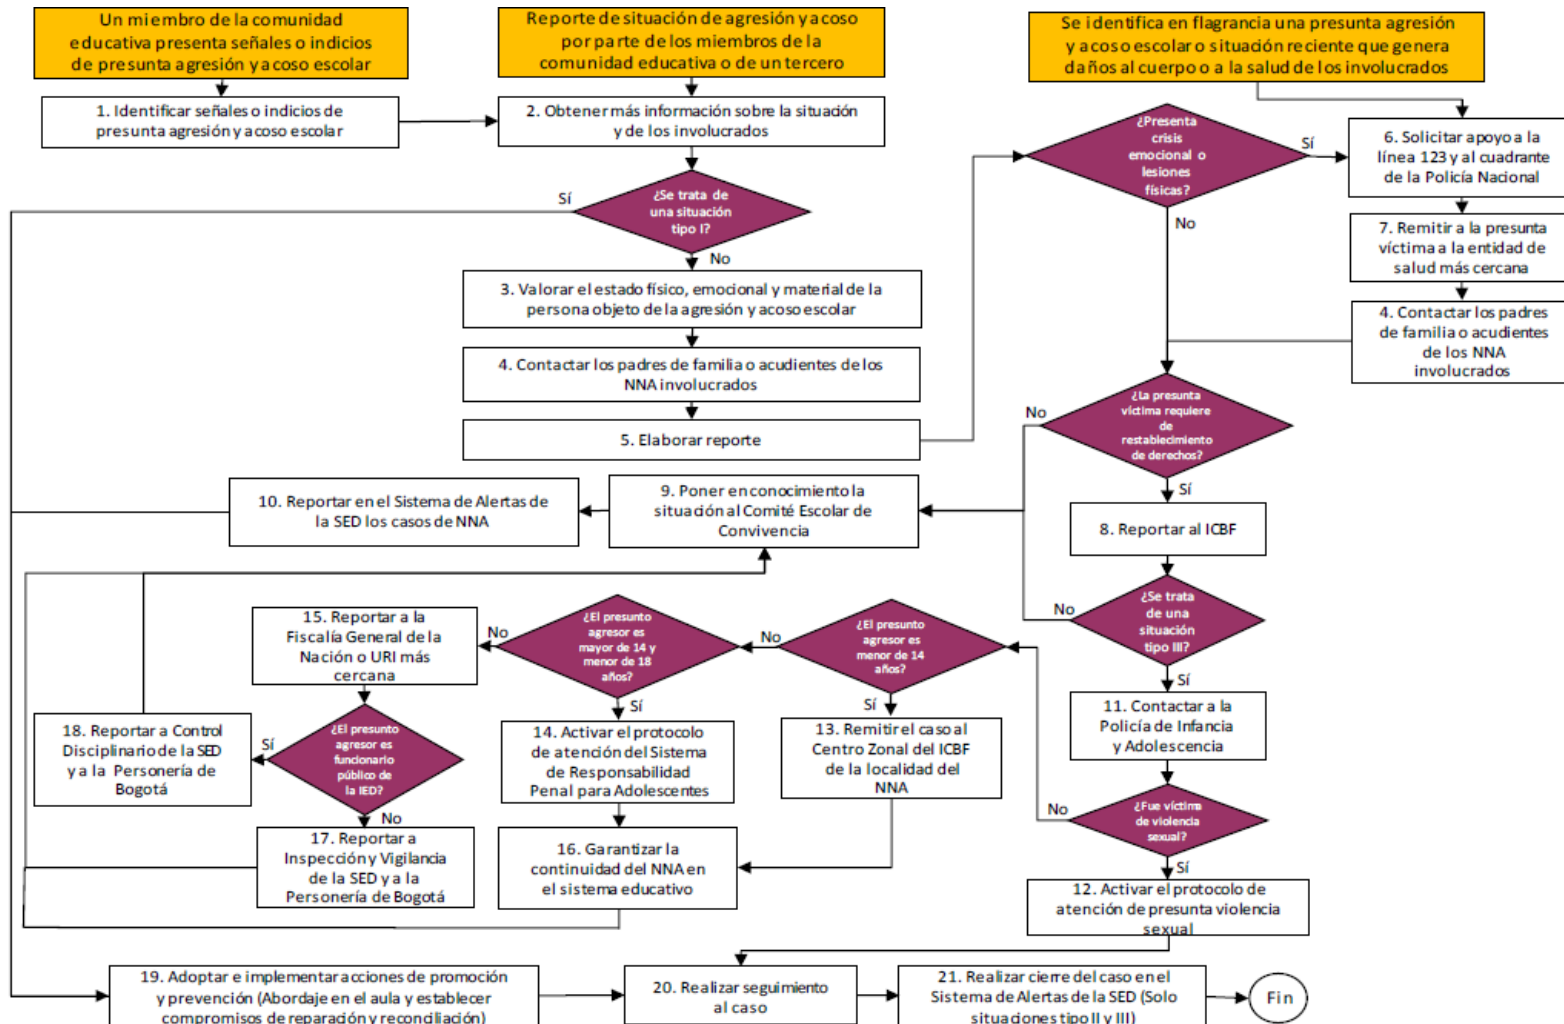 Un miembro de la comunidad
educativa presenta señales o indicios
de presunta agresión y acoso escolar
Reporte de situación de agresión y acoso
por parte de los miembros de la
comunidad educativa o de un tercero
Se identifica en flagrancia una presunta agresión
y acoso escolar o situación reciente que genera
daños al cuerpo o a la salud de los involucrados
1. Identificar señales o indicios de
presunta agresión y acoso escolar
2. Obtener más información sobre la situación
y de los involucrados
¿Presenta
crisis
emocional o
lesiones
físicas?
Sí
No
6. Solicitar apoyo a la
línea 123 y al cuadrante
de la Policía Nacional
¿Se trata de
una situación
tipo I?
Sí
No
7. Remitir a la presunta
víctima a la entidad de
salud más cercana
3. Valorar el estado físico, emocional y material de la
persona objeto de la agresión y acoso escolar
4. Contactar los padres
de familia o acudientes
de los NNA
involucrados
4. Contactar los padres de familia o acudientes de los
NNA involucrados
5. Elaborar reporte
¿La presunta
víctima requiere
de
restablecimiento
de derechos?
No
Sí
10. Reportar en el Sistema de Alertas de
la SED los casos de NNA
9. Poner en conocimiento la
situación al Comité Escolar de
Convivencia
8. Reportar al ICBF
¿Se trata
de una
situación
tipo III?
No
Sí
15. Reportar a la
Fiscalía General de la
Nación o URI más
cercana
No
¿El presunto
agresor es
mayor de 14 y
menor de 18
años?
Sí
No
¿El presunto
agresor es
menor de 14
años?
Sí
11. Contactar a la
Policía de Infancia
y Adolescencia
18. Reportar a Control
Disciplinario de la SED
y a la Personería de
Bogotá
Sí
¿El presunto
agresor es
funcionario
público de
la IED?
No
14. Activar el protocolo
de atención del Sistema
de Responsabilidad
Penal para Adolescentes
13. Remitir el caso al
Centro Zonal del ICBF
de la localidad del
NNA
No
¿Fue víctima
de violencia
sexual?
Sí
17. Reportar a
Inspección y Vigilancia
de la SED y a la
Personería de Bogotá
16. Garantizar la
continuidad del NNA en
el sistema educativo
12. Activar el protocolo de
atención de presunta violencia
sexual
19. Adoptar e implementar acciones de promoción
y prevención (Abordaje en el aula y establecer
compromisos de reparación y reconciliación)
20. Realizar seguimiento
al caso
21. Realizar cierre del caso en el
Sistema de Alertas de la SED (Solo
situaciones tipo II y III)
Fin